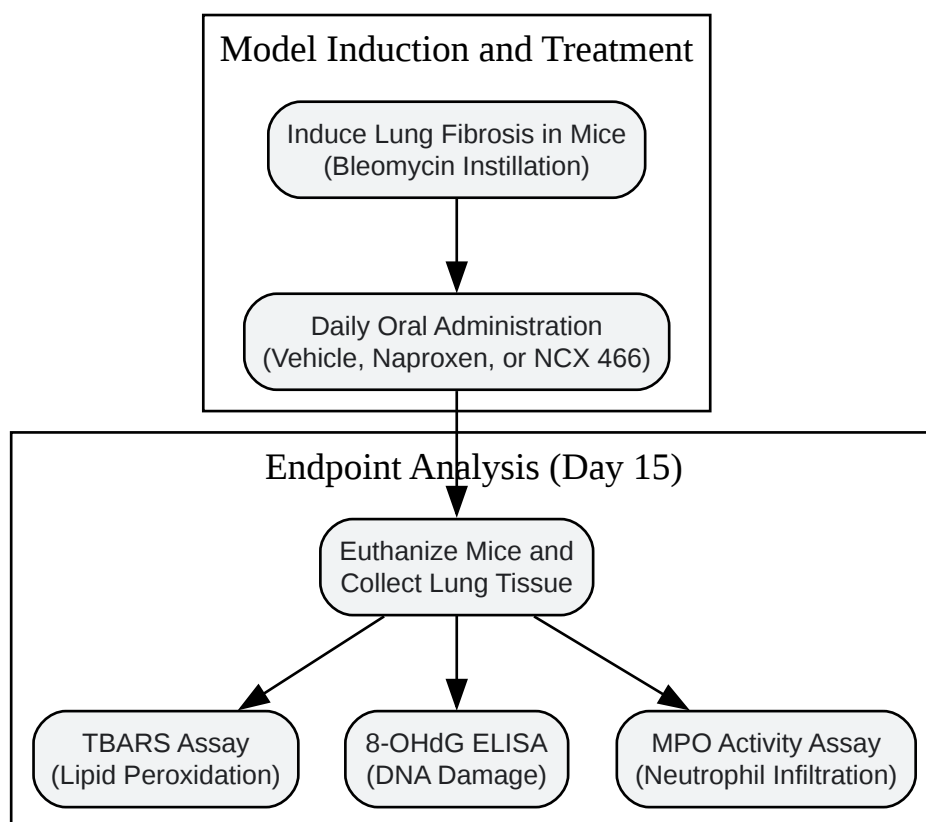 Model Induction and Treatment
Induce Lung Fibrosis in Mice
(Bleomycin Instillation)
Daily Oral Administration
(Vehicle, Naproxen, or NCX 466)
Endpoint Analysis (Day 15)
Euthanize Mice and
Collect Lung Tissue
TBARS Assay
(Lipid Peroxidation)
8-OHdG ELISA
(DNA Damage)
MPO Activity Assay
(Neutrophil Infiltration)